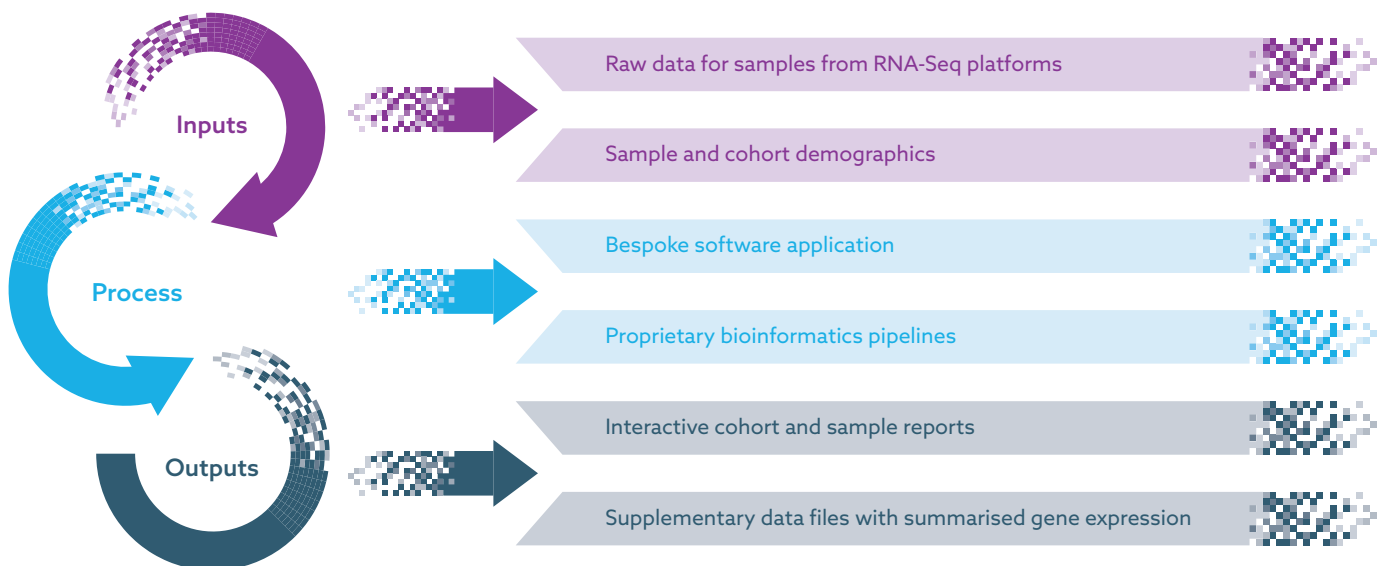 Inputs
Raw data for samples from RNA-Seq platforms
Sample and cohort demographics
Process
Bespoke software application
Proprietary bioinformatics pipelines
Outputs
Interactive cohort and sample reports
Supplementary data files with summarised gene expression